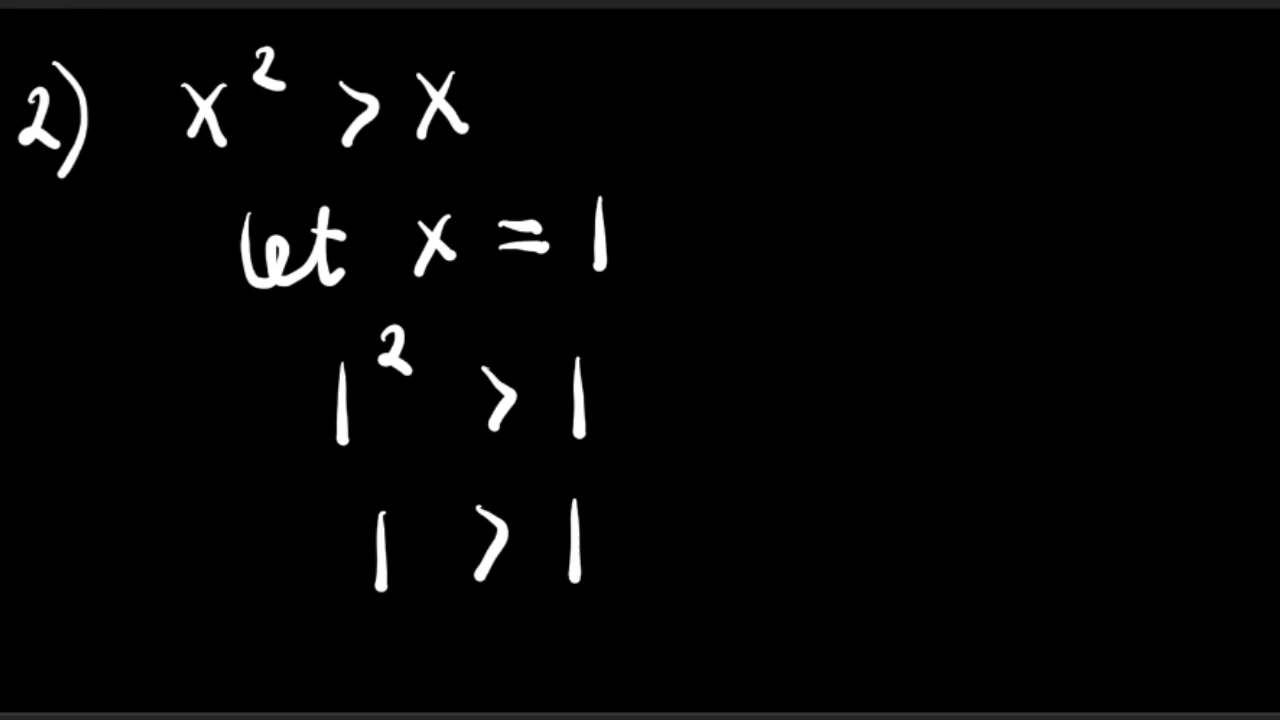 2) x² > x
let x = 1
1² > 1
1 > 1